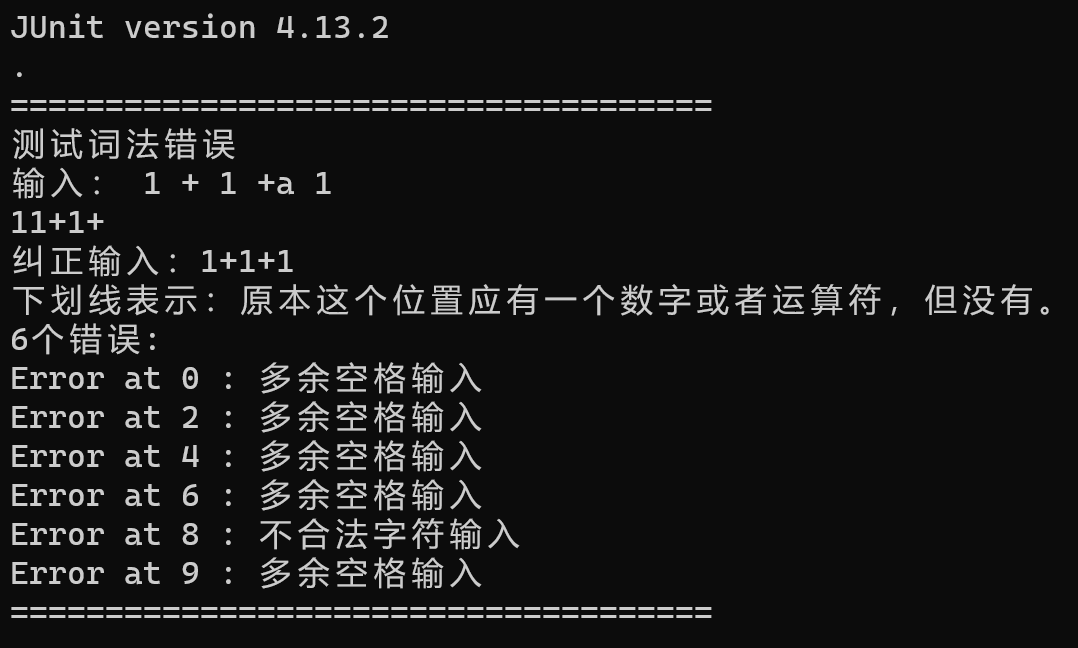 JUnit version 4.13.2
.
=====================================
测试词法错误
输入： 1 + 1 +a 1
11+1+
纠正输入：1+1+1
下划线表示：原本这个位置应有一个数字或者运算符，但没有。
6个错误：
Error at 0 : 多余空格输入
Error at 2 : 多余空格输入
Error at 4 : 多余空格输入
Error at 6 : 多余空格输入
Error at 8 : 不合法字符输入
Error at 9 : 多余空格输入
=====================================